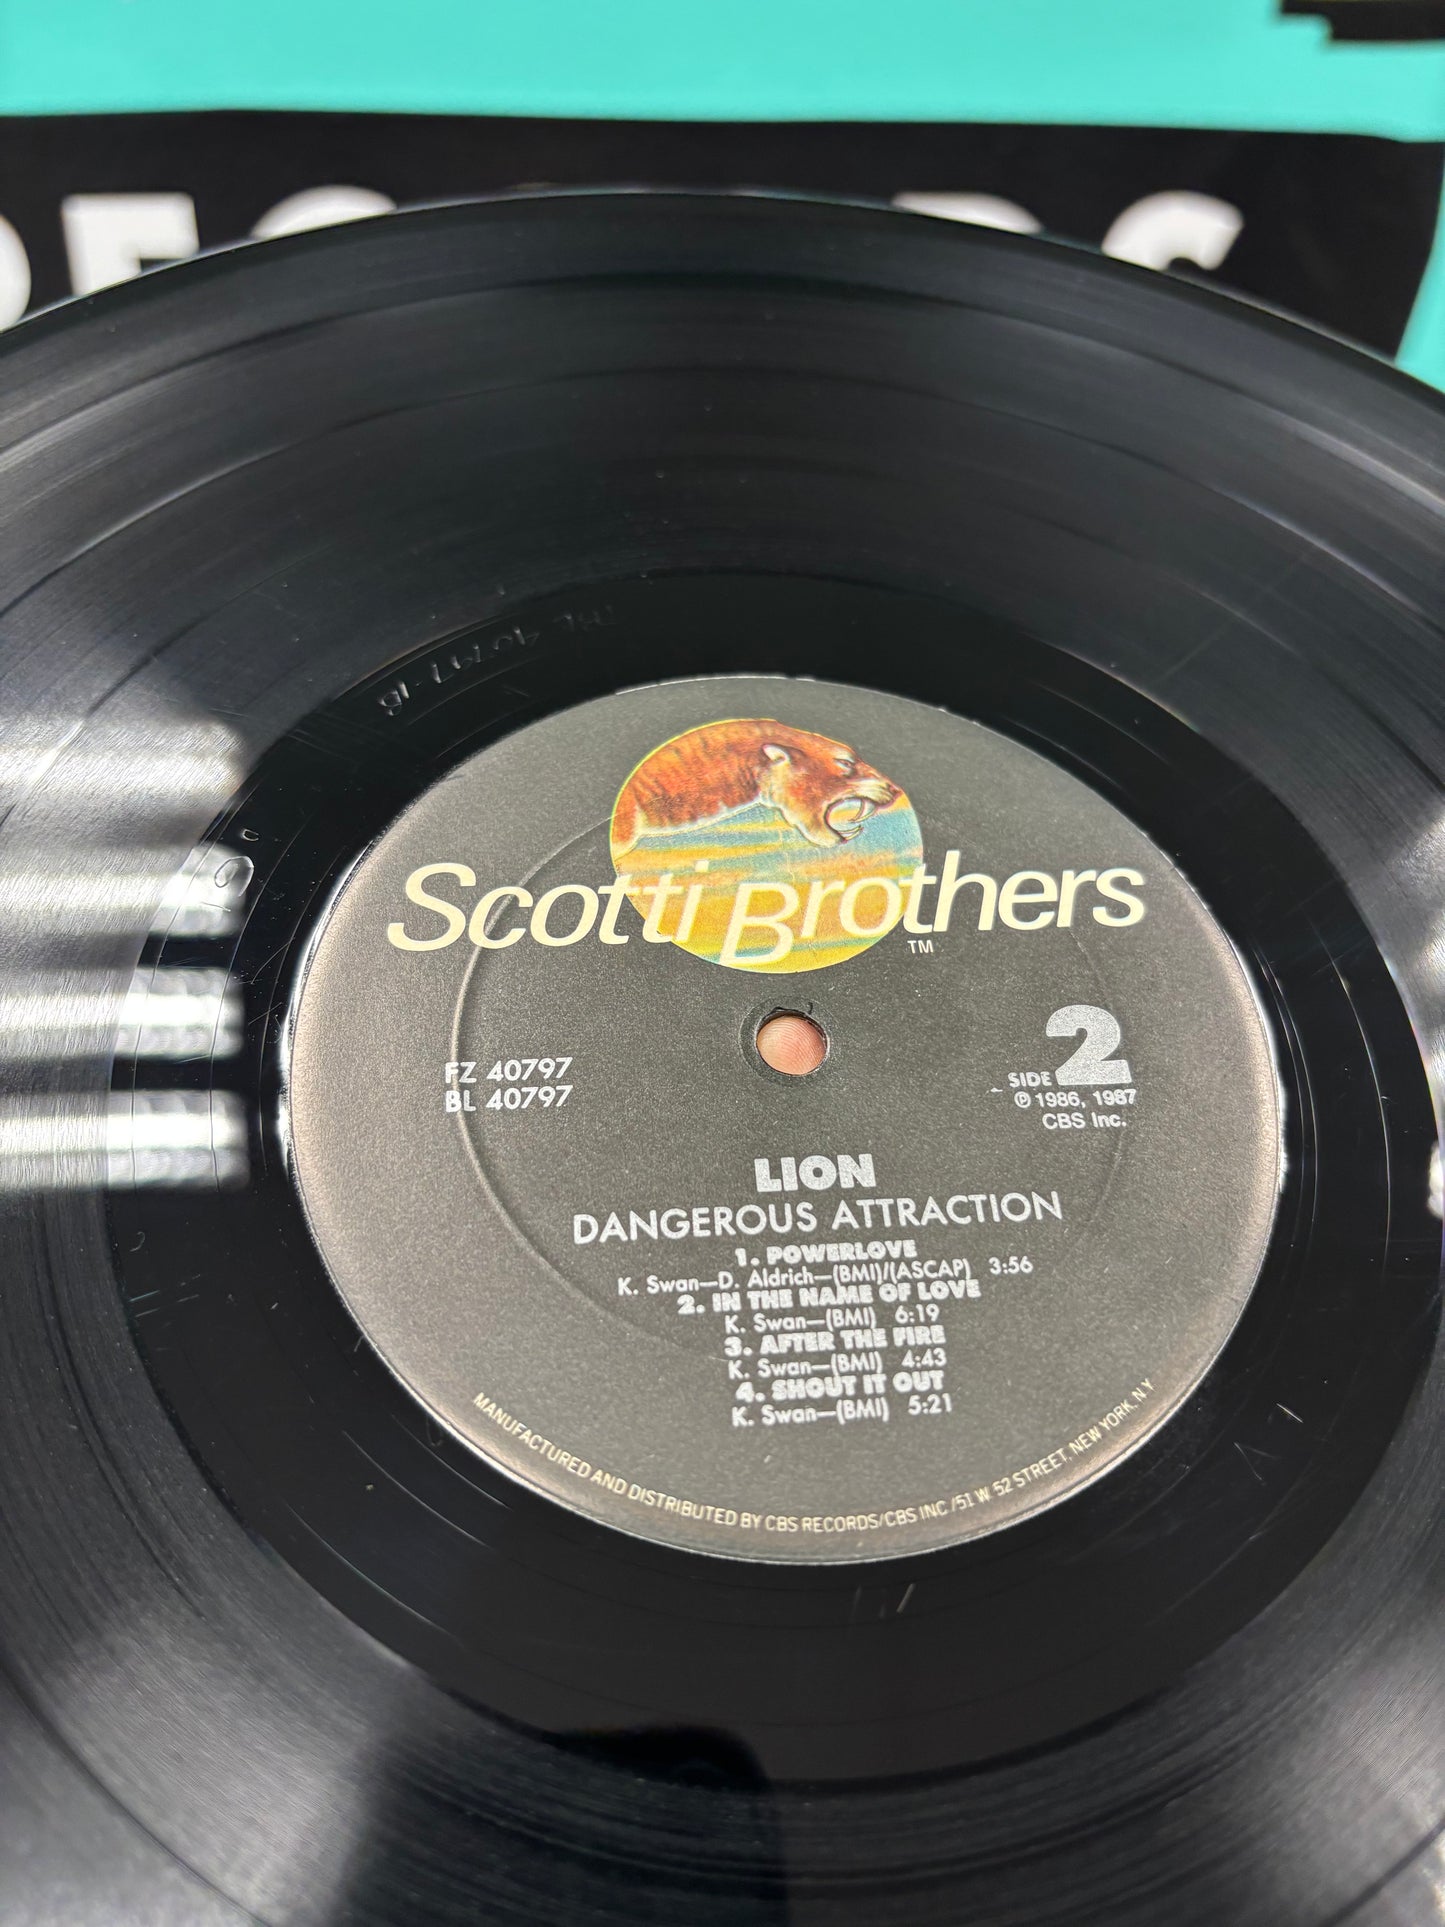 Scotti Brothers
TM
FZ 40797
BL 40797
SIDE 2
℗ 1986, 1987
CBS Inc.
LION
DANGEROUS ATTRACTION
1. POWERLOVE
K. Swan—D. Aldrich—(BMI)/(ASCAP) 3:56
2. IN THE NAME OF LOVE
K. Swan—(BMI) 6:19
3. AFTER THE FIRE
K. Swan—(BMI) 4:43
4. SHOUT IT OUT
K. Swan—(BMI) 5:21
MANUFACTURED AND DISTRIBUTED BY CBS RECORDS/CBS INC /51 W 52 STREET, NEW YORK, N.Y